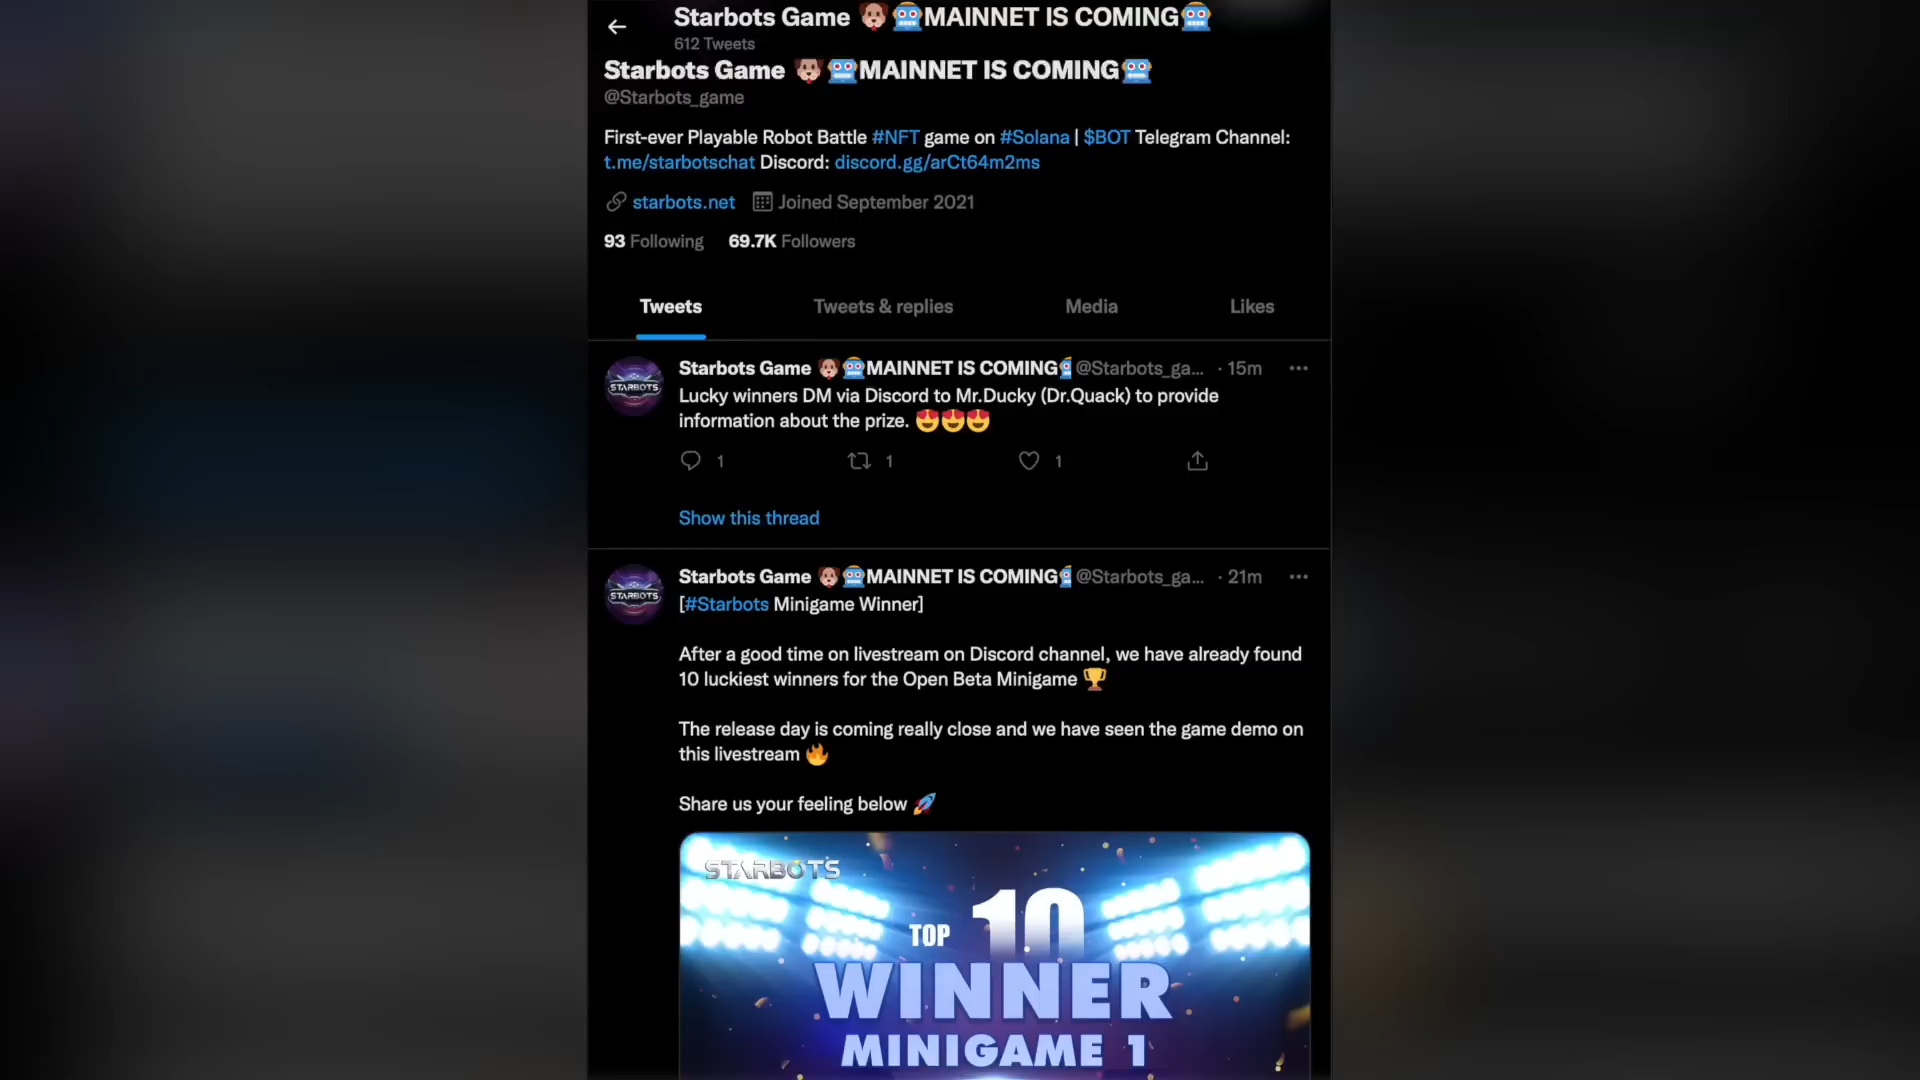 Starbots Game 🐶🤖MAINNET IS COMING🤖
612 Tweets
Starbots Game 🐶🤖MAINNET IS COMING🤖
@Starbots_game
First-ever Playable Robot Battle #NFT game on #Solana | $BOT Telegram Channel:
t.me/starbotschat Discord: discord.gg/arCt64m2ms
starbots.net Joined September 2021
93 Following 69.7K Followers
Tweets Tweets & replies Media Likes
Starbots Game 🐶🤖MAINNET IS COMING🤖 @Starbots_ga... · 15m
Lucky winners DM via Discord to Mr.Ducky (Dr.Quack) to provide
information about the prize. 😍😍😍
1 1 1
Show this thread
STARBOTS
Starbots Game 🐶🤖MAINNET IS COMING🤖 @Starbots_ga... · 21m
[#Starbots Minigame Winner]
STARBOTS
After a good time on livestream on Discord channel, we have already found
10 luckiest winners for the Open Beta Minigame 🏆
The release day is coming really close and we have seen the game demo on
this livestream 🔥
Share us your feeling below 🚀
STARBOTS
TOP 10
WINNER
MINIGAME 1